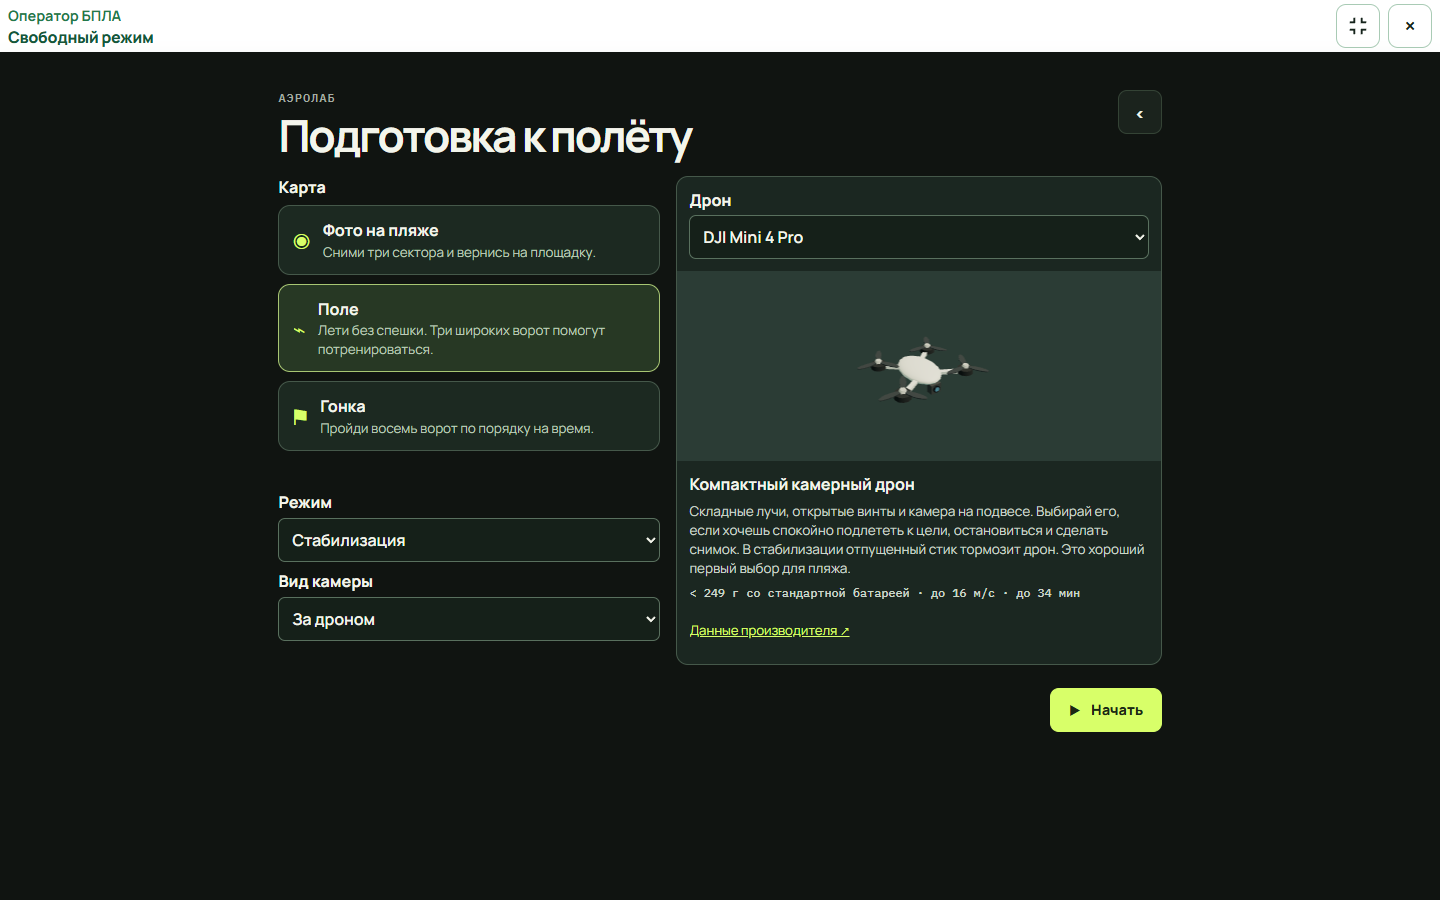 Оператор БПЛА
Свободный режим
×
АЭРОЛАБ
Подготовка к полёту
Карта
Фото на пляже
Сними три сектора и вернись на площадку.
Поле
Лети без спешки. Три широких ворот помогут
потренироваться.
Гонка
Пройди восемь ворот по порядку на время.
Режим
Стабилизация
Вид камеры
За дроном
Дрон
DJI Mini 4 Pro
Компактный камерный дрон
Складные лучи, открытые винты и камера на подвесе. Выбирай его,
если хочешь спокойно подлететь к цели, остановиться и сделать
снимок. В стабилизации отпущенный стик тормозит дрон. Это хороший
первый выбор для пляжа.
< 249 г со стандартной батареей · до 16 м/с · до 34 мин
Данные производителя ↗
▶ Начать